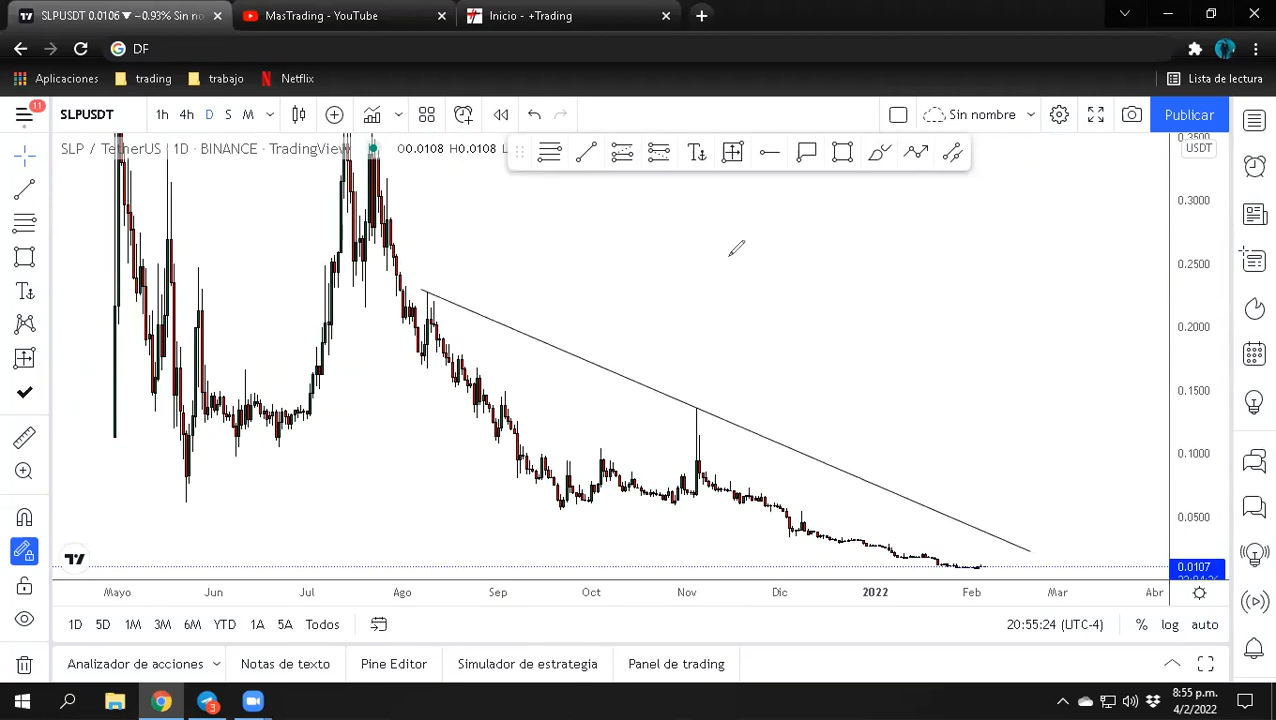 SLPUSDT 0.0106 ▼ −0.93% Sin no
MasTrading - YouTube
Inicio - +Trading
DF
Aplicaciones
trading
trabajo
Netflix
Lista de lectura
11
SLPUSDT
1h
4h
D
S
M
Sin nombre
Publicar
SLP / TetherUS · 1D · BINANCE · TradingView
O0.0108 H0.0108 L
USDT
0.3000
0.2500
0.2000
0.1500
0.1000
0.0500
0.0107
Mayo
Jun
Jul
Ago
Sep
Oct
Nov
Dic
2022
Feb
Mar
Abr
1D
5D
1M
3M
6M
YTD
1A
5A
Todos
20:55:24 (UTC-4)
%
log
auto
Analizador de acciones
Notas de texto
Pine Editor
Simulador de estrategia
Panel de trading
3
8:55 p.m.
4/2/2022